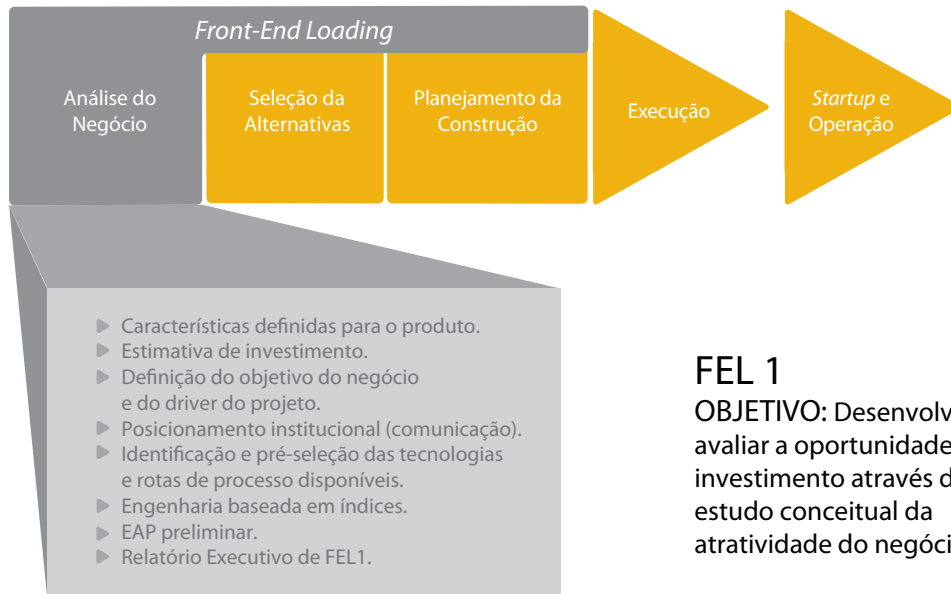 Front-End Loading
Análise do
Negócio
Seleção da
Alternativas
Planejamento da
Construção
Execução
Startup e
Operação
Características definidas para o produto.
Estimativa de investimento.
Definição do objetivo do negócio
e do driver do projeto.
Posicionamento institucional (comunicação).
Identificação e pré-seleção das tecnologias
e rotas de processo disponíveis.
Engenharia baseada em índices.
EAP preliminar.
Relatório Executivo de FEL1.
FEL 1
OBJETIVO: Desenvolv
avaliar a oportunidade
investimento através d
estudo conceitual da
atratividade do negóci